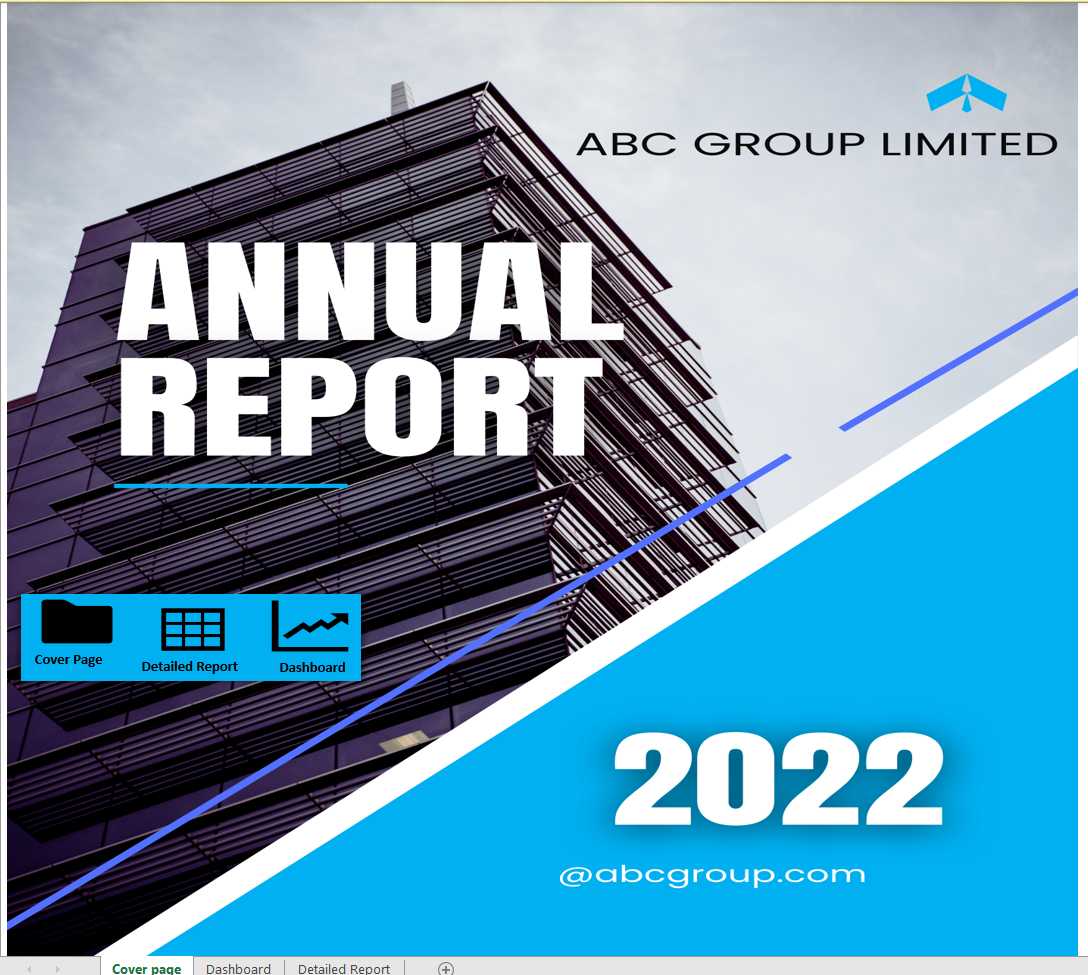 ABC GROUP LIMITED
ANNUAL
REPORT
Cover Page
Detailed Report
Dashboard
2022
@abcgroup.com
Cover page
Dashboard
Detailed Report